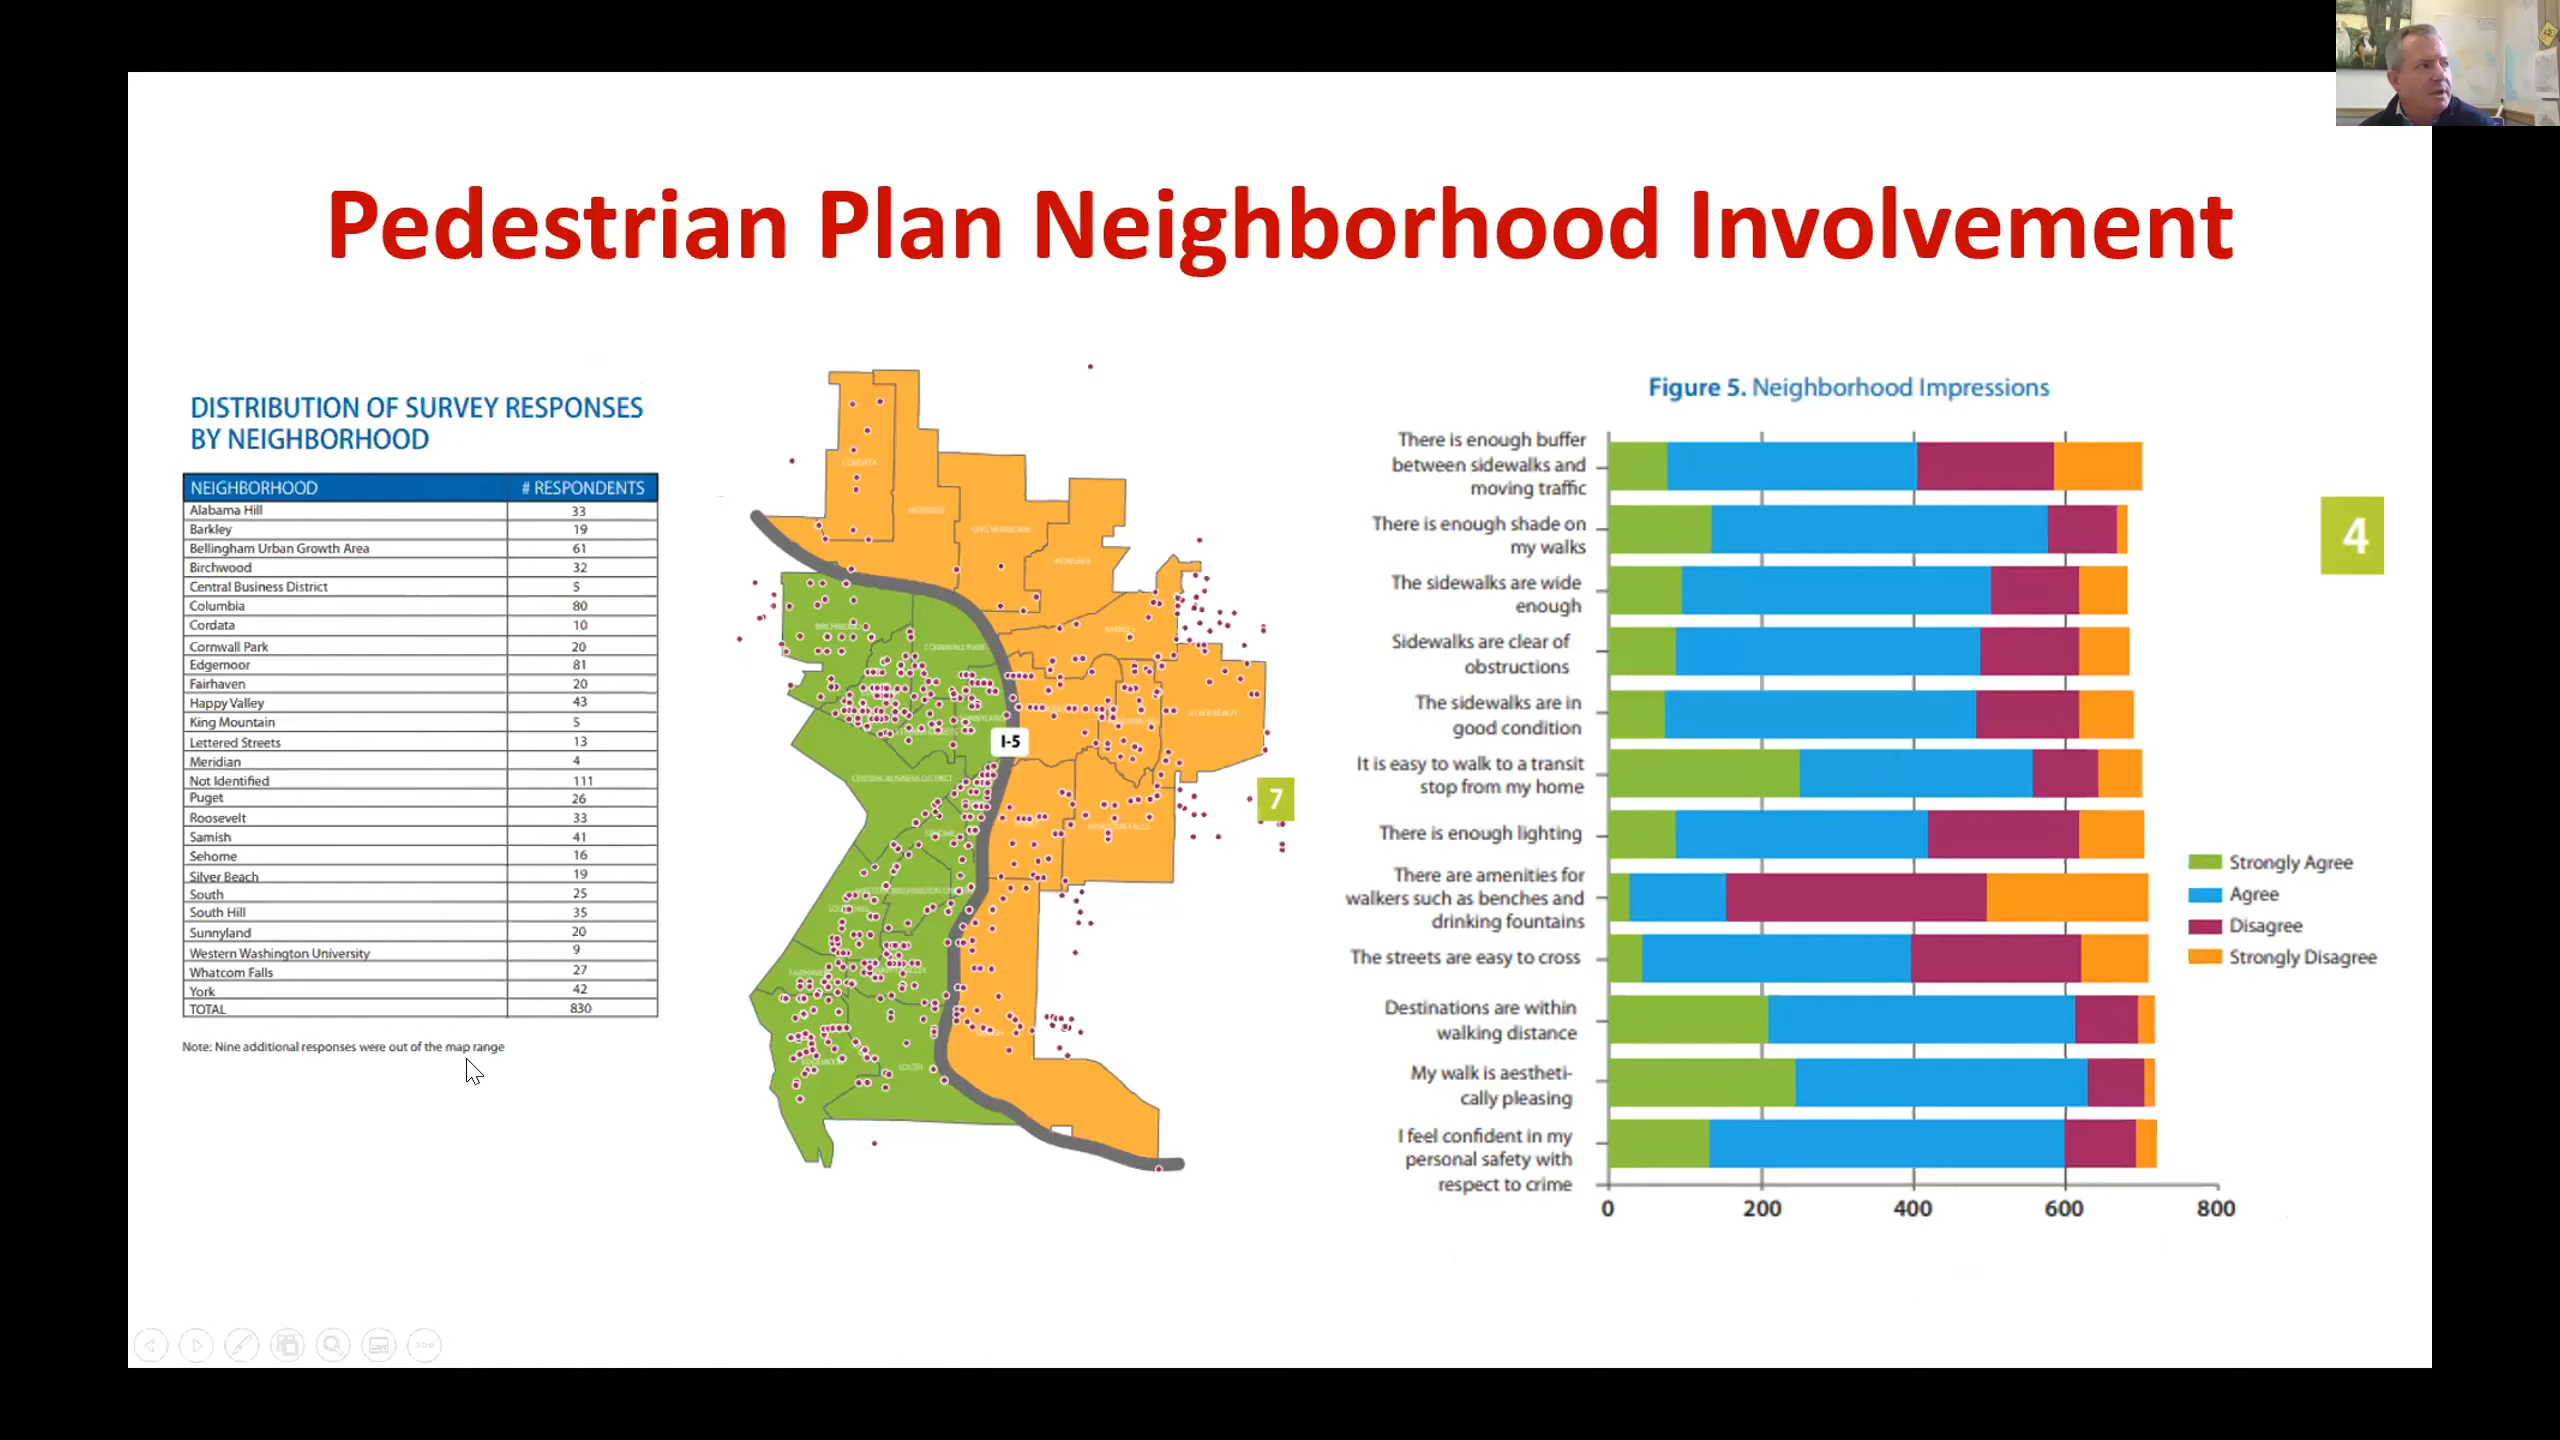 Pedestrian Plan Neighborhood Involvement
DISTRIBUTION OF SURVEY RESPONSES
BY NEIGHBORHOOD
NEIGHBORHOOD # RESPONDENTS
Alabama Hill 33
Barkley 19
Bellingham Urban Growth Area 61
Birchwood 32
Central Business District 5
Columbia 80
Cordata 10
Cornwall Park 20
Edgemoor 81
Fairhaven 20
Happy Valley 43
King Mountain 5
Lettered Streets 13
Meridian 4
Not Identified 111
Puget 26
Roosevelt 33
Samish 41
Sehome 16
Silver Beach 19
South 25
South Hill 35
Sunnyland 20
Western Washington University 9
Whatcom Falls 27
York 42
TOTAL 830
Note: Nine additional responses were out of the map range
CORDATA
CORNWALL PARK
SILVER BEACH
I-5
CENTRAL BUSINESS DISTRICT
SOUTH
7
Figure 5. Neighborhood Impressions
There is enough buffer
between sidewalks and
moving traffic
There is enough shade on
my walks
The sidewalks are wide
enough
Sidewalks are clear of
obstructions
The sidewalks are in
good condition
It is easy to walk to a transit
stop from my home
There is enough lighting
There are amenities for
walkers such as benches and
drinking fountains
The streets are easy to cross
Destinations are within
walking distance
My walk is aestheti-
cally pleasing
I feel confident in my
personal safety with
respect to crime
0 200 400 600 800
4
Strongly Agree
Agree
Disagree
Strongly Disagree